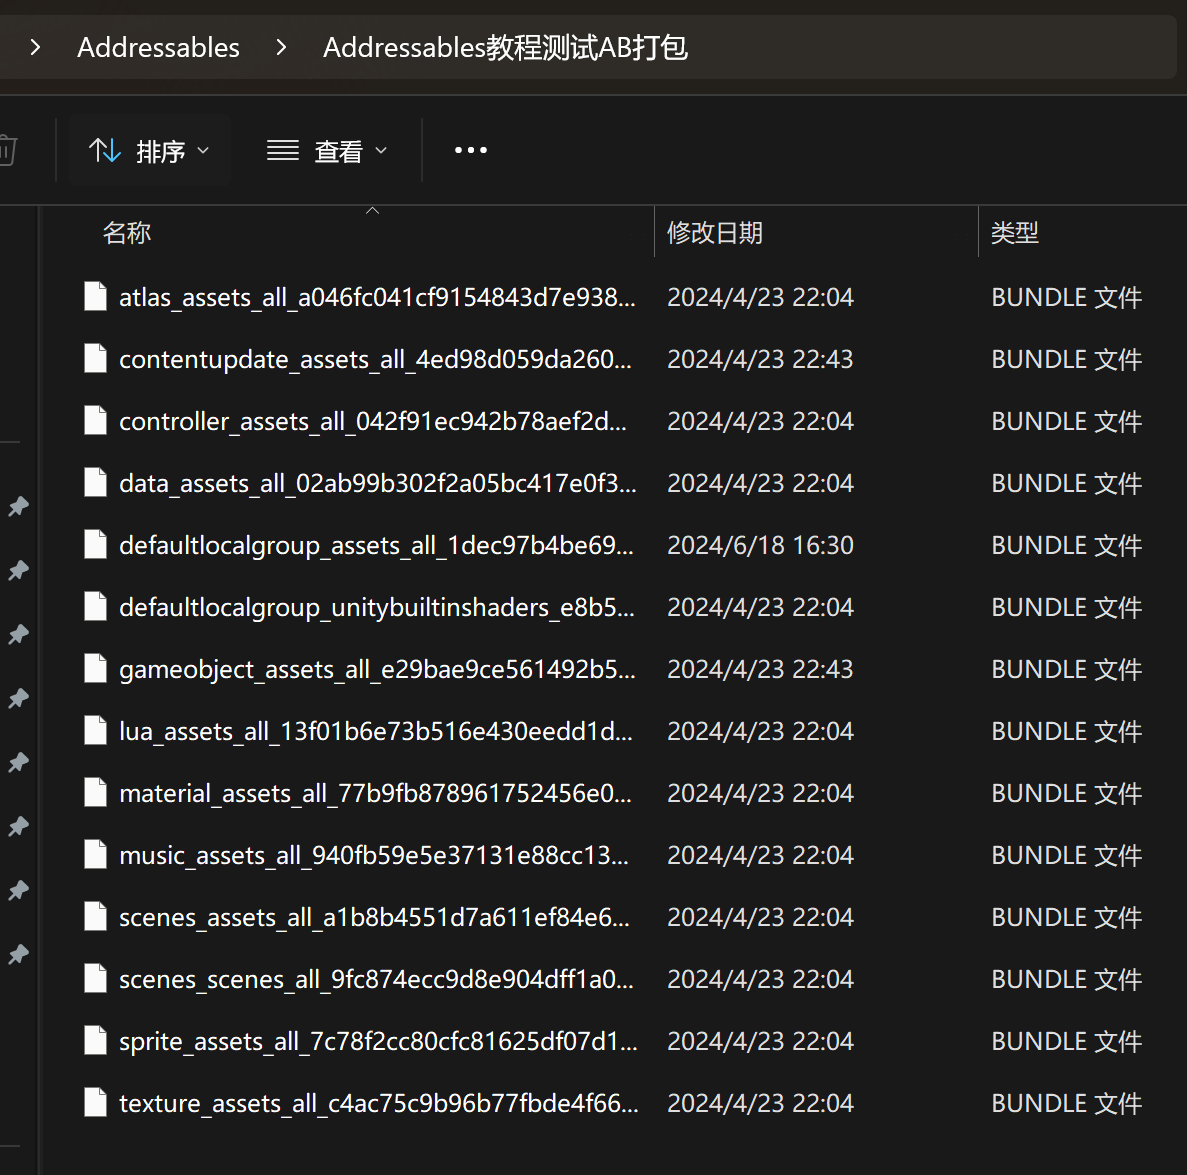 Addressables > Addressables教程测试AB打包
排序 查看
名称 修改日期 类型
atlas_assets_all_a046fc041cf9154843d7e938... 2024/4/23 22:04 BUNDLE 文件
contentupdate_assets_all_4ed98d059da260... 2024/4/23 22:43 BUNDLE 文件
controller_assets_all_042f91ec942b78aef2d... 2024/4/23 22:04 BUNDLE 文件
data_assets_all_02ab99b302f2a05bc417e0f3... 2024/4/23 22:04 BUNDLE 文件
defaultlocalgroup_assets_all_1dec97b4be69... 2024/6/18 16:30 BUNDLE 文件
defaultlocalgroup_unitybuiltinshaders_e8b5... 2024/4/23 22:04 BUNDLE 文件
gameobject_assets_all_e29bae9ce561492b5... 2024/4/23 22:43 BUNDLE 文件
lua_assets_all_13f01b6e73b516e430eedd1d... 2024/4/23 22:04 BUNDLE 文件
material_assets_all_77b9fb878961752456e0... 2024/4/23 22:04 BUNDLE 文件
music_assets_all_940fb59e5e37131e88cc13... 2024/4/23 22:04 BUNDLE 文件
scenes_assets_all_a1b8b4551d7a611ef84e6... 2024/4/23 22:04 BUNDLE 文件
scenes_scenes_all_9fc874ecc9d8e904dff1a0... 2024/4/23 22:04 BUNDLE 文件
sprite_assets_all_7c78f2cc80cfc81625df07d1... 2024/4/23 22:04 BUNDLE 文件
texture_assets_all_c4ac75c9b96b77fbde4f66... 2024/4/23 22:04 BUNDLE 文件